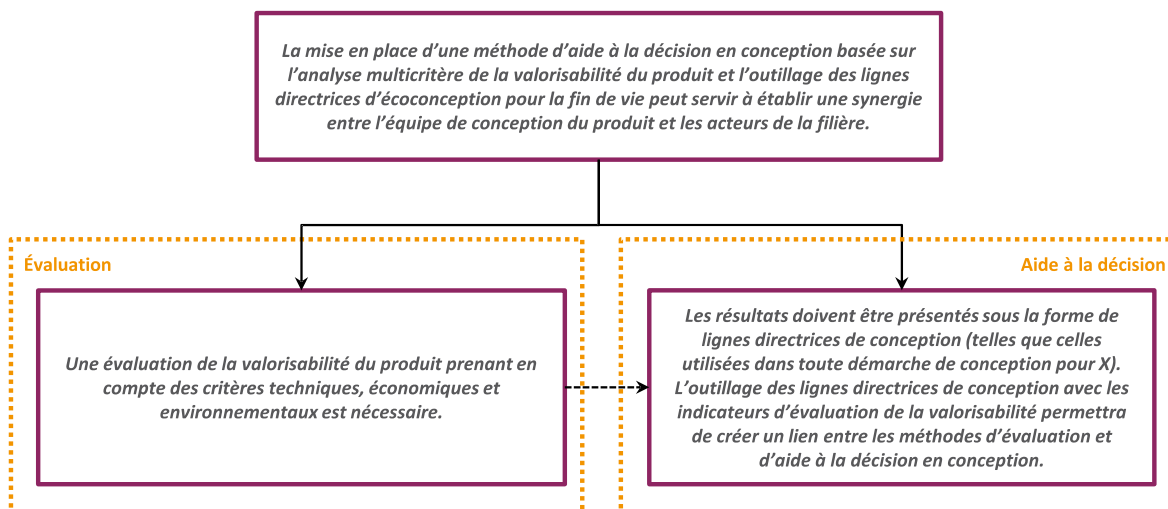 La mise en place d’une méthode d’aide à la décision en conception basée sur
l’analyse multicritère de la valorisabilité du produit et l’outillage des lignes
directrices d’écoconception pour la fin de vie peut servir à établir une synergie
entre l’équipe de conception du produit et les acteurs de la filière.
Évaluation
Une évaluation de la valorisabilité du produit prenant en
compte des critères techniques, économiques et
environnementaux est nécessaire.
Aide à la décision
Les résultats doivent être présentés sous la forme de
lignes directrices de conception (telles que celles
utilisées dans toute démarche de conception pour X).
L’outillage des lignes directrices de conception avec les
indicateurs d’évaluation de la valorisabilité permettra
de créer un lien entre les méthodes d’évaluation et
d’aide à la décision en conception.